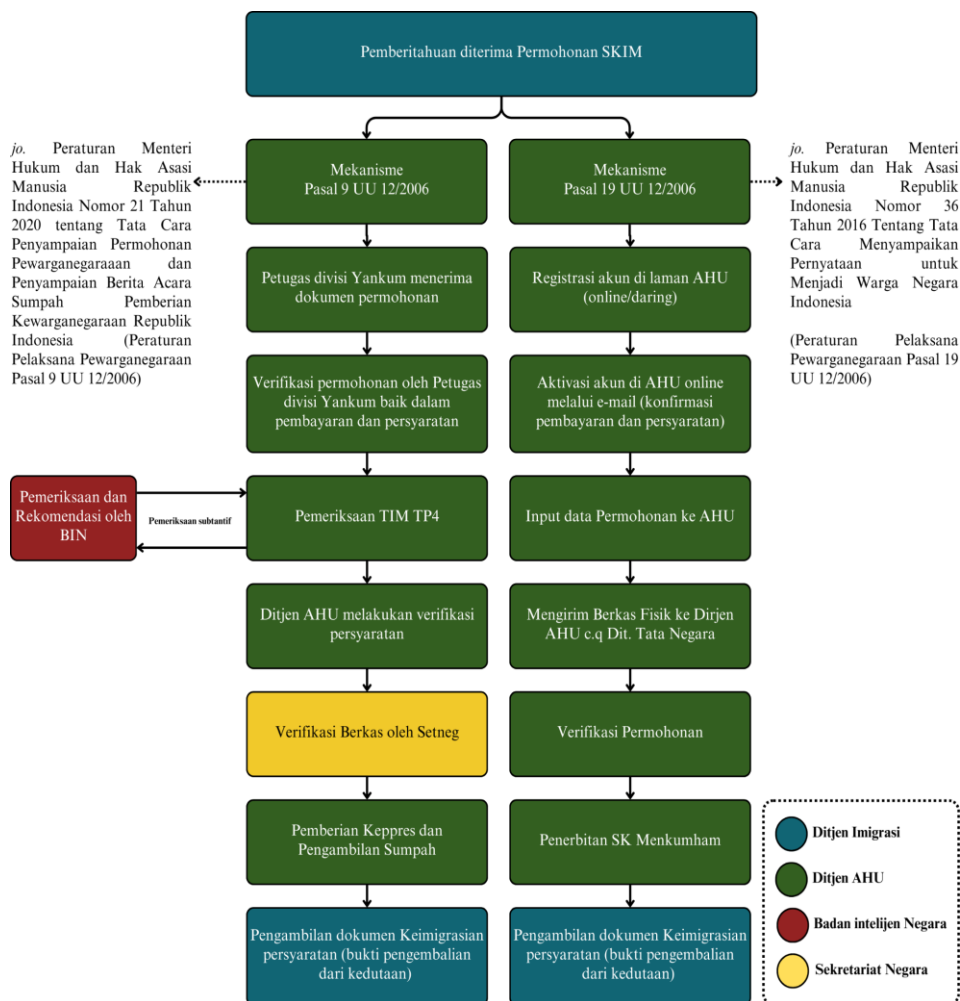 Pemberitahuan diterima Permohonan SKIM
jo. Peraturan Menteri
Hukum dan Hak Asasi
Manusia Republik
Indonesia Nomor 21 Tahun
2020 tentang Tata Cara
Penyampaian Permohonan
Pewarganegaraaan dan
Penyampaian Berita Acara
Sumpah Pemberian
Kewarganegaraan Republik
Indonesia (Peraturan
Pelaksana Pewarganegaraan
Pasal 9 UU 12/2006)
Mekanisme
Pasal 9 UU 12/2006
Mekanisme
Pasal 19 UU 12/2006
jo. Peraturan Menteri
Hukum dan Hak Asasi
Manusia Republik
Indonesia Nomor 36
Tahun 2016 Tentang Tata
Cara Menyampaikan
Pernyataan untuk
Menjadi Warga Negara
Indonesia
(Peraturan Pelaksana
Pewarganegaraan Pasal 19
UU 12/2006)
Petugas divisi Yankum menerima
dokumen permohonan
Registrasi akun di laman AHU
(online/daring)
Verifikasi permohonan oleh Petugas
divisi Yankum baik dalam
pembayaran dan persyaratan
Aktivasi akun di AHU online
melalui e-mail (konfirmasi
pembayaran dan persyaratan)
Pemeriksaan dan
Rekomendasi oleh
BIN
Pemeriksaan subtantif
Pemeriksaan TIM TP4
Input data Permohonan ke AHU
Ditjen AHU melakukan verifikasi
persyaratan
Mengirim Berkas Fisik ke Dirjen
AHU c.q Dit. Tata Negara
Verifikasi Berkas oleh Setneg
Verifikasi Permohonan
Pemberian Keppres dan
Pengambilan Sumpah
Penerbitan SK Menkumham
Pengambilan dokumen Keimigrasian
persyaratan (bukti pengembalian
dari kedutaan)
Pengambilan dokumen Keimigrasian
persyaratan (bukti pengembalian
dari kedutaan)
Ditjen Imigrasi
Ditjen AHU
Badan intelijen Negara
Sekretariat Negara